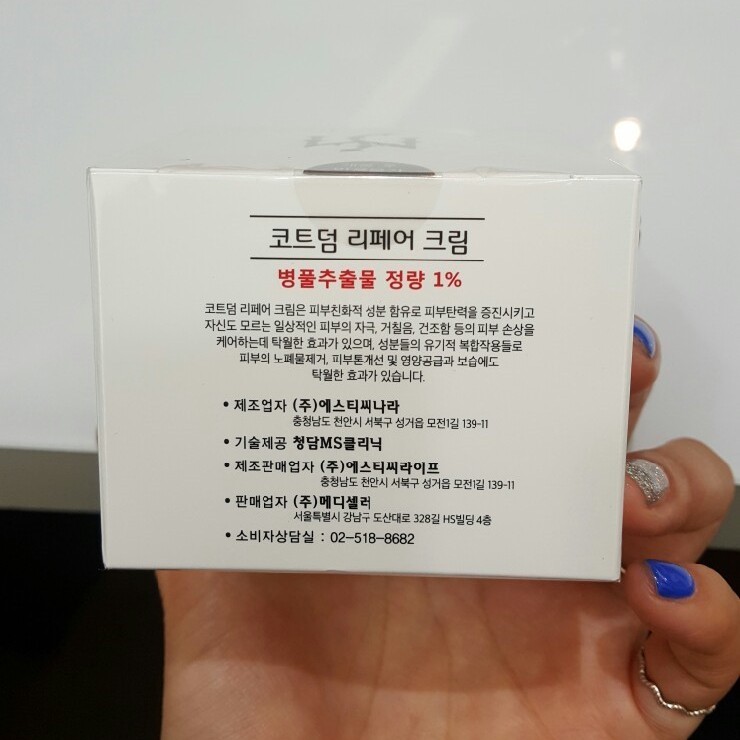 코트덤 리페어 크림
병풀추출물 정량 1%
코트덤 리페어 크림은 피부친화적 성분 함유로 피부탄력을 증진시키고
자신도 모르는 일상적인 피부의 자극, 거칠음, 건조함 등의 피부 손상을
케어하는데 탁월한 효과가 있으며, 성분들의 유기적 복합작용들로
피부의 노폐물제거, 피부톤개선 및 영양공급과 보습에도
탁월한 효과가 있습니다.
• 제조업자 (주)에스티씨나라
충청남도 천안시 서북구 성거읍 모전1길 139-11
• 기술제공 청담MS클리닉
• 제조판매업자 (주)에스티씨라이프
충청남도 천안시 서북구 성거읍 모전1길 139-11
• 판매업자 (주)메디셀러
서울특별시 강남구 도산대로 328길 HS빌딩 4층
• 소비자상담실 : 02-518-8682